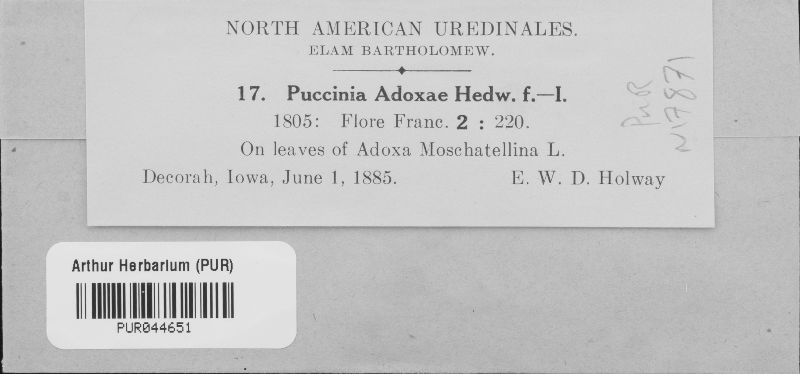 NORTH AMERICAN UREDINALES.
ELAM BARTHOLOMEW.
17. Puccinia Adoxae Hedw. f.—I.
1805: Flore Franc. 2 : 220.
On leaves of Adoxa Moschatellina L.
Decorah, Iowa, June 1, 1885. E. W. D. Holway
PUR
N17871
Arthur Herbarium (PUR)
PUR044651